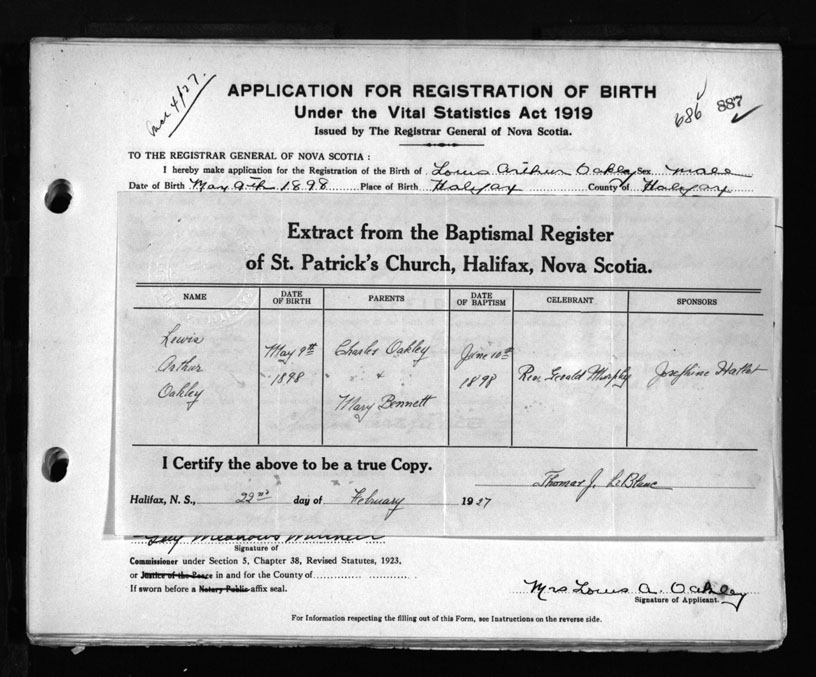 Mar 4/27.
686 887
APPLICATION FOR REGISTRATION OF BIRTH
Under the Vital Statistics Act 1919
Issued by The Registrar General of Nova Scotia.
TO THE REGISTRAR GENERAL OF NOVA SCOTIA :
I hereby make application for the Registration of the Birth of Louis Arthur Oakley Sex male
Date of Birth May 9th 1898 Place of Birth Halifax County of Halifax
Extract from the Baptismal Register
of St. Patrick's Church, Halifax, Nova Scotia.
NAME DATE OF BIRTH PARENTS DATE OF BAPTISM CELEBRANT SPONSORS
Lewis
Arthur May 9th Charles Oakley June 10th
Oakley 1898 + 1898 Rev. Gerald Murphy Josephine
Mary Bennett
I Certify the above to be a true Copy.
Thomas J. LeBlanc
Halifax, N. S., 22nd day of February 1927
Guy Meadows
Signature of
Commissioner under Section 5, Chapter 38, Revised Statutes, 1923,
or Justice of the Peace in and for the County of
If sworn before a Notary Public affix seal.
Mrs Louis A. Oakley
Signature of Applicant.
For Information respecting the filling out of this Form, see Instructions on the reverse side.